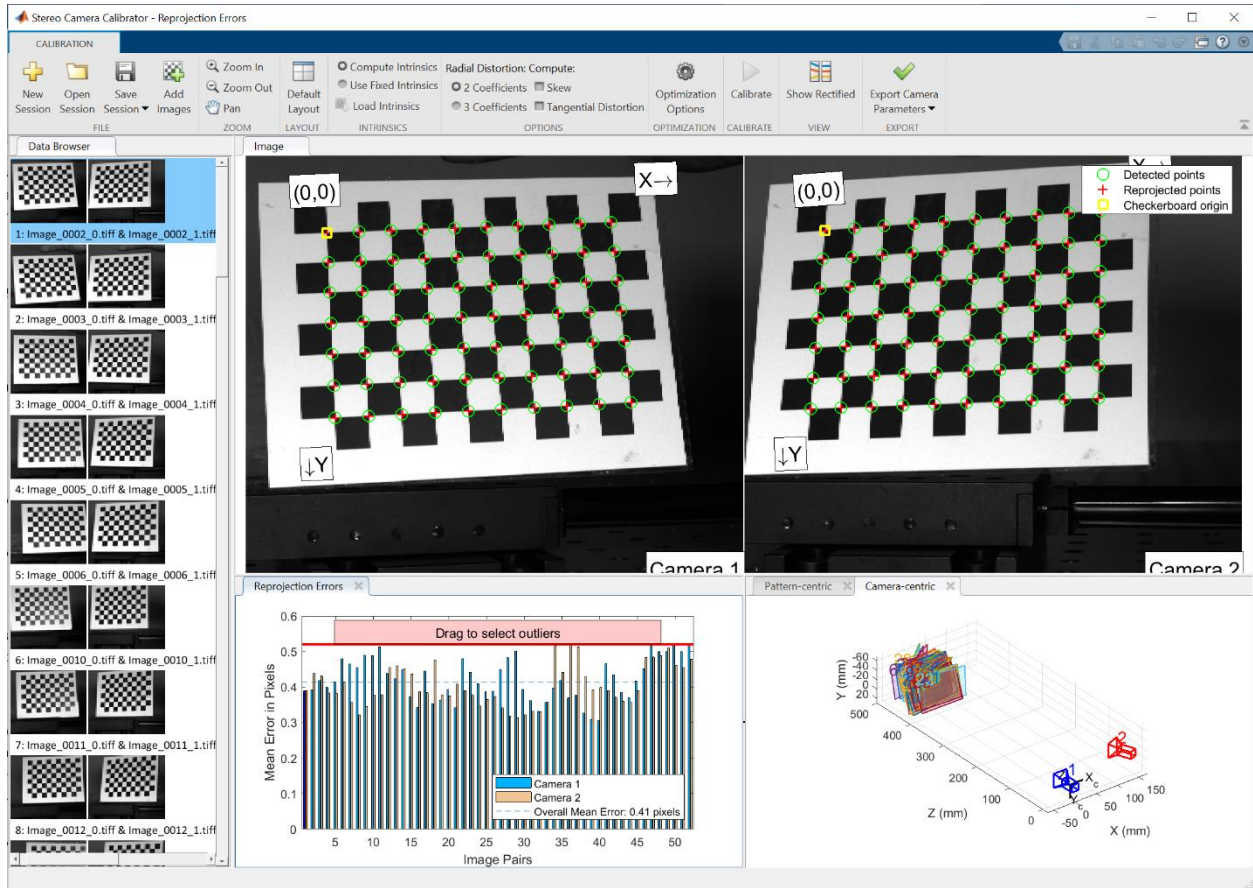 Stereo Camera Calibrator - Reprojection Errors
CALIBRATION
New Session
Open Session
Save Session
Add Images
FILE
Zoom In
Zoom Out
Pan
ZOOM
Default Layout
LAYOUT
Compute Intrinsics
Use Fixed Intrinsics
Load Intrinsics
INTRINSICS
Radial Distortion: Compute:
2 Coefficients Skew
3 Coefficients Tangential Distortion
OPTIONS
Optimization Options
OPTIMIZATION
Calibrate
CALIBRATE
Show Rectified
VIEW
Export Camera Parameters
EXPORT
Data Browser
1: Image_0002_0.tiff & Image_0002_1.tiff
2: Image_0003_0.tiff & Image_0003_1.tiff
3: Image_0004_0.tiff & Image_0004_1.tiff
4: Image_0005_0.tiff & Image_0005_1.tiff
5: Image_0006_0.tiff & Image_0006_1.tiff
6: Image_0010_0.tiff & Image_0010_1.tiff
7: Image_0011_0.tiff & Image_0011_1.tiff
8: Image_0012_0.tiff & Image_0012_1.tiff
Image
(0,0)
X→
↓Y
Camera 1
(0,0)
X→
↓Y
Camera 2
Detected points
Reprojected points
Checkerboard origin
Reprojection Errors
Drag to select outliers
Mean Error in Pixels
0.6
0.5
0.4
0.3
0.2
0.1
0
Camera 1
Camera 2
Overall Mean Error: 0.41 pixels
5 10 15 20 25 30 35 40 45 50
Image Pairs
Pattern-centric
Camera-centric
Y (mm)
-60
-40
-20
0
20
500
400
300
200
100
0
Z (mm)
-50 0 50 100 150
X (mm)
1
2
Xc
Yc